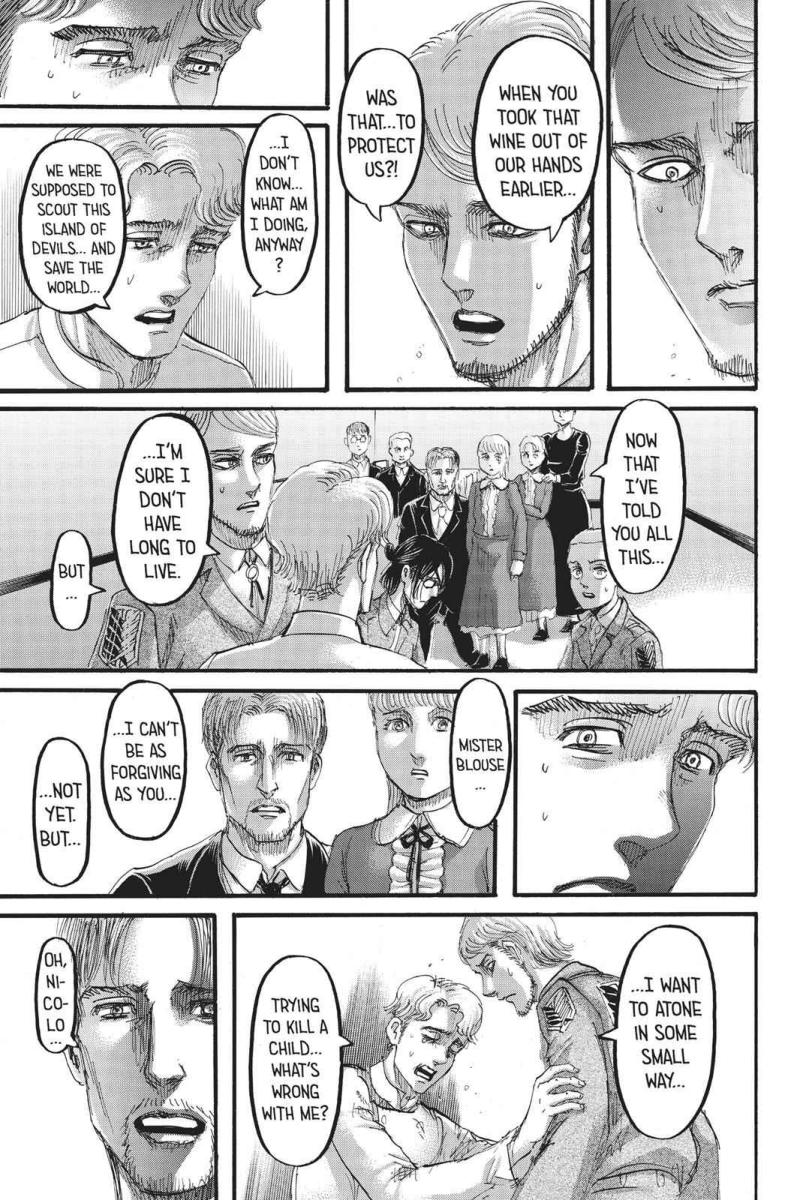 WHEN YOU
TOOK THAT
WINE OUT OF
OUR HANDS
EARLIER...
WAS
THAT...TO
PROTECT
US?!
...I
DON'T
KNOW...
WHAT AM
I DOING,
ANYWAY
?
WE WERE
SUPPOSED TO
SCOUT THIS
ISLAND OF
DEVILS... AND
SAVE THE
WORLD...
NOW
THAT
I'VE
TOLD
YOU ALL
THIS...
...I'M
SURE I
DON'T
HAVE
LONG TO
LIVE.
BUT
...
MISTER
BLOUSE
...
...I CAN'T
BE AS
FORGIVING
AS YOU...
...NOT
YET.
BUT...
...I WANT
TO ATONE
IN SOME
SMALL
WAY...
TRYING
TO KILL A
CHILD...
WHAT'S
WRONG
WITH ME?
OH,
NI-
CO-
LO
...